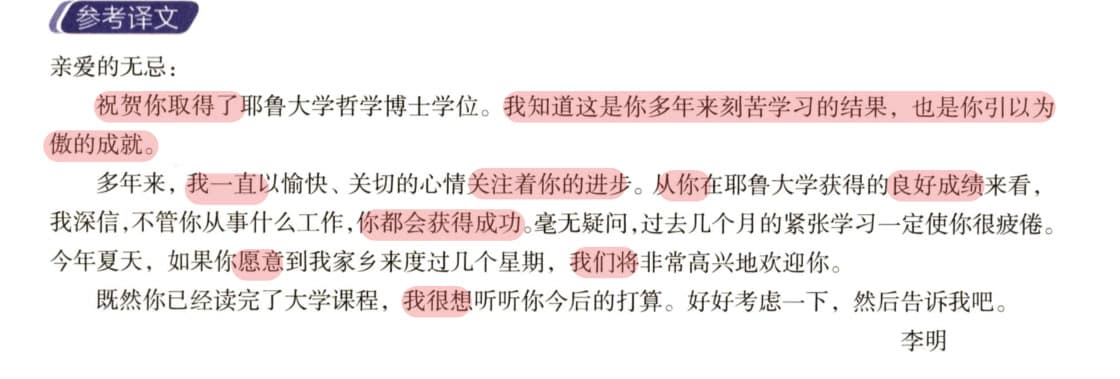 参考译文
亲爱的无忌：
祝贺你取得了耶鲁大学哲学博士学位。我知道这是你多年来刻苦学习的结果，也是你引以为
傲的成就。
多年来，我一直以愉快、关切的心情关注着你的进步。从你在耶鲁大学获得的良好成绩来看，
我深信，不管你从事什么工作，你都会获得成功。毫无疑问，过去几个月的紧张学习一定使你很疲倦。
今年夏天，如果你愿意到我家乡来度过几个星期，我们将非常高兴地欢迎你。
既然你已经读完了大学课程，我很想听听你今后的打算。好好考虑一下，然后告诉我吧。
李明